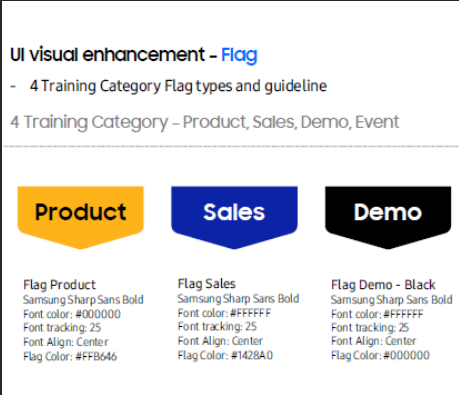 UI visual enhancement – Flag
- 4 Training Category Flag types and guideline
4 Training Category – Product, Sales, Demo, Event
Product
Sales
Demo
Flag Product
Samsung Sharp Sans Bold
Font color: #000000
Font tracking: 25
Font Align: Center
Flag Color: #FFB646
Flag Sales
Samsung Sharp Sans Bold
Font color: #FFFFFF
Font tracking: 25
Font Align: Center
Flag Color: #1428A0
Flag Demo - Black
Samsung Sharp Sans Bold
Font color: #FFFFFF
Font tracking: 25
Font Align: Center
Flag Color: #000000